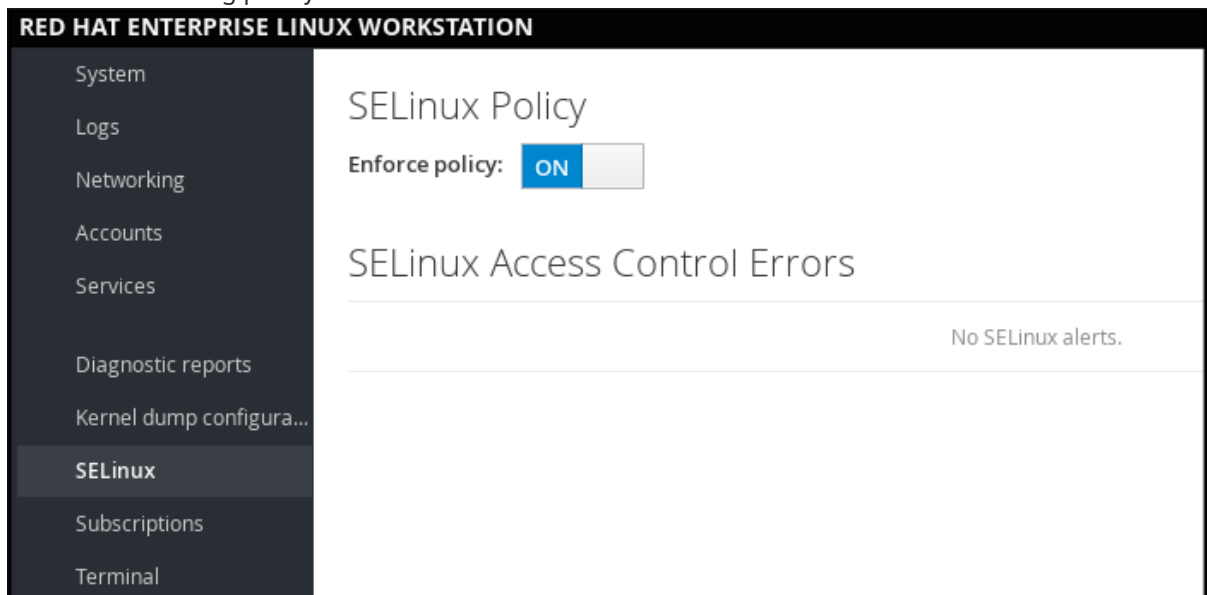 RED HAT ENTERPRISE LINUX WORKSTATION
System
Logs
Networking
Accounts
Services
Diagnostic reports
Kernel dump configura...
SELinux
Subscriptions
Terminal
SELinux Policy
Enforce policy: ON
SELinux Access Control Errors
No SELinux alerts.